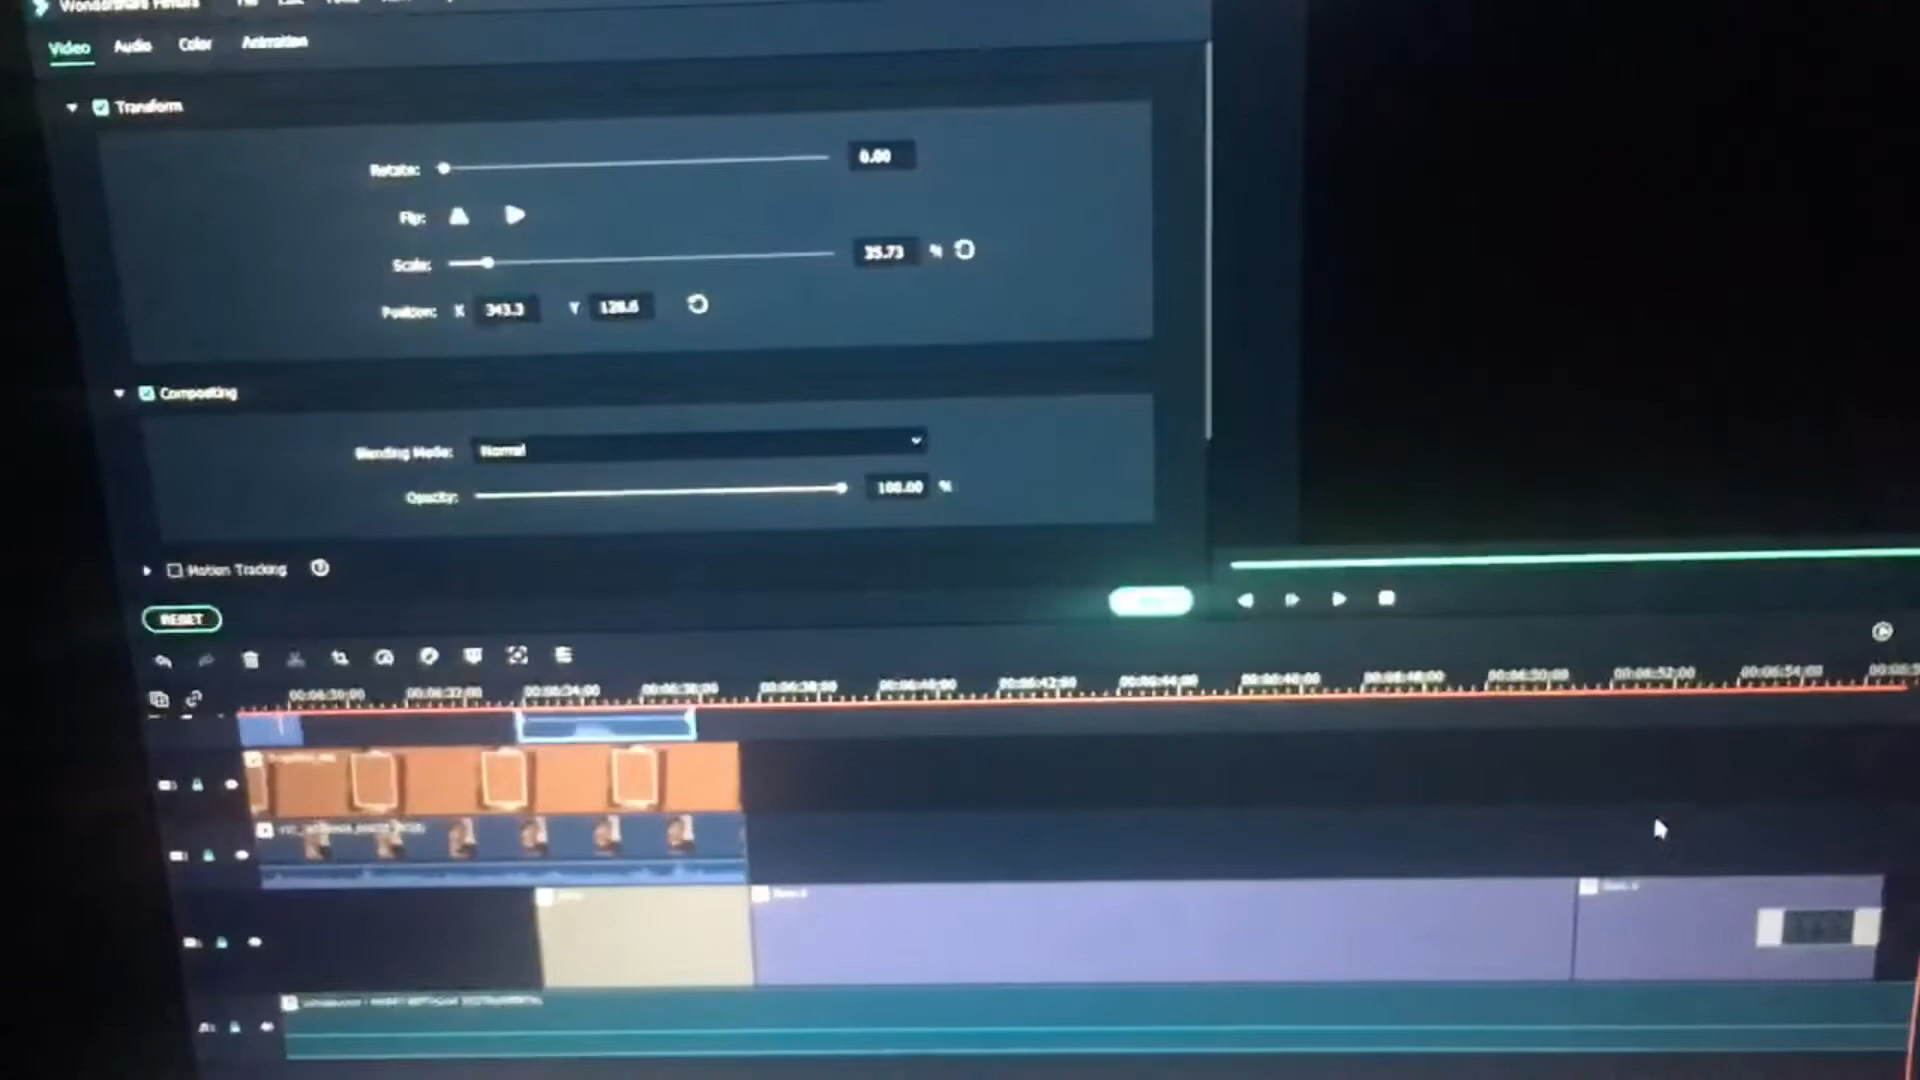 Wondershare Filmora
Video Audio Color Animation
Transform
Rotate: 0.00
Flip:
Scale: 35.73 %
Position: X 343.3 Y 128.6
Compositing
Blending Mode: Normal
Opacity: 100.00 %
Motion Tracking
RESET
00:06:30:00 00:06:32:00 00:06:34:00 00:06:36:00 00:06:38:00 00:06:40:00 00:06:42:00 00:06:44:00 00:06:46:00 00:06:48:00 00:06:50:00 00:06:52:00 00:06:54:00